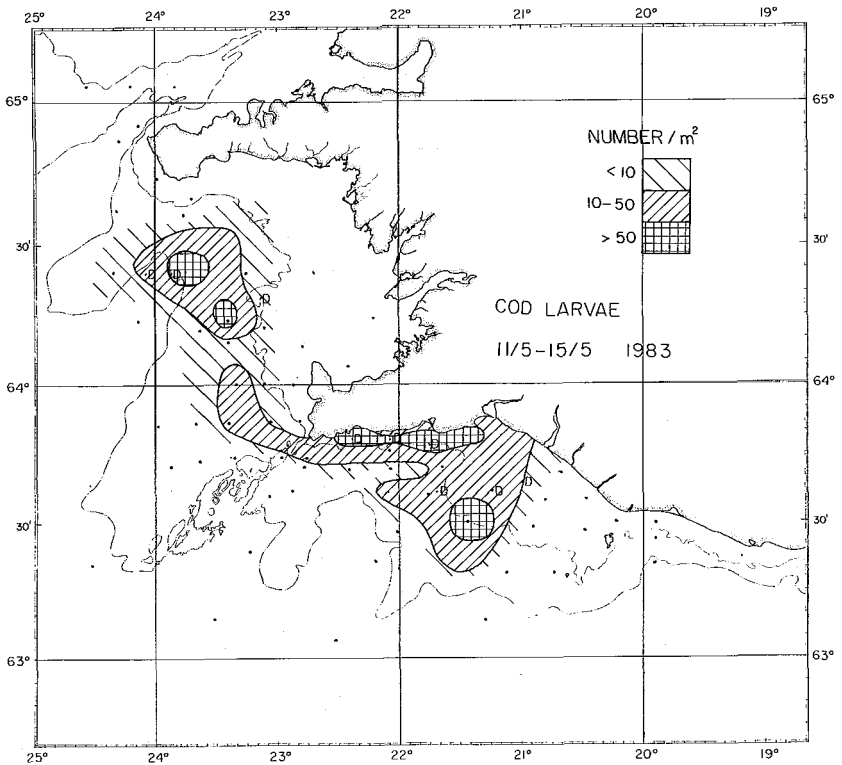 25° 24° 23° 22° 21° 20° 19°
65° 65°
NUMBER / m²
< 10
10-50
> 50
30' 30'
D D
D
COD LARVAE
11/5-15/5 1983
64° 64°
D D
D
D
D D
30' 30'
63° 63°
25° 24° 23° 22° 21° 20° 19°